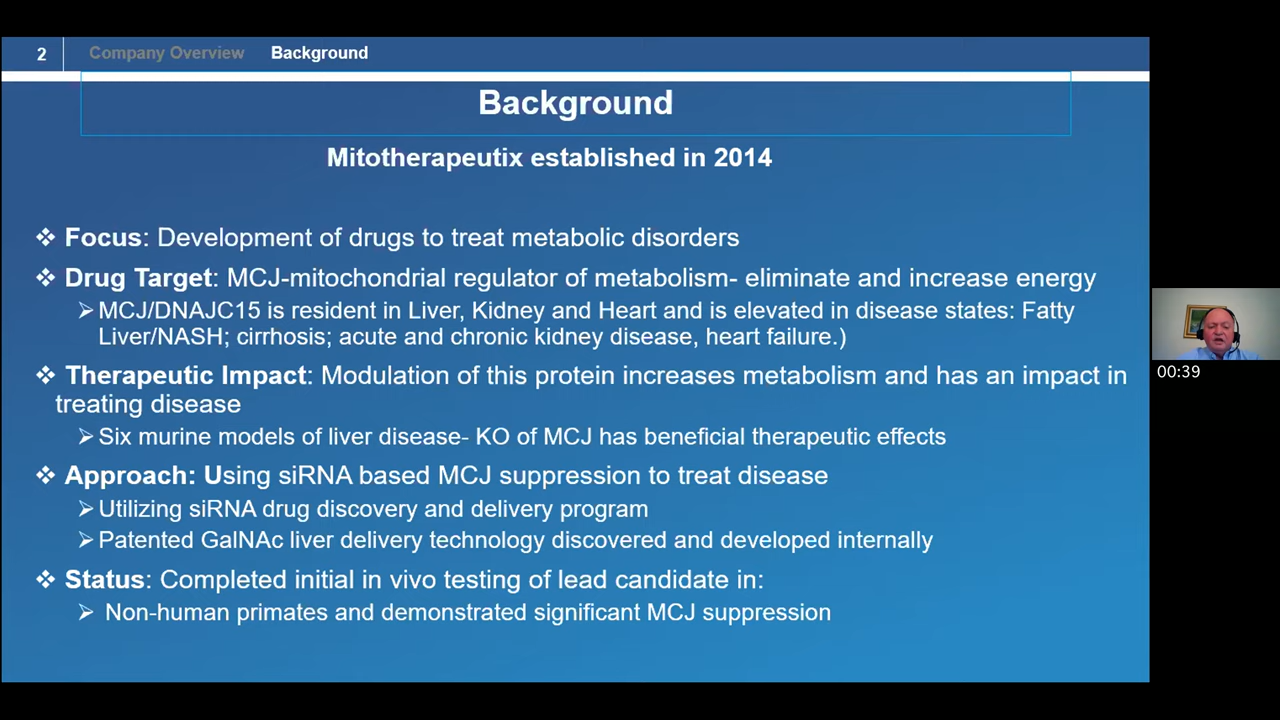 2
Company Overview Background
Background
Mitotherapeutix established in 2014
❖ Focus: Development of drugs to treat metabolic disorders
❖ Drug Target: MCJ-mitochondrial regulator of metabolism- eliminate and increase energy
➢ MCJ/DNAJC15 is resident in Liver, Kidney and Heart and is elevated in disease states: Fatty
Liver/NASH; cirrhosis; acute and chronic kidney disease, heart failure.)
❖ Therapeutic Impact: Modulation of this protein increases metabolism and has an impact in
treating disease
➢ Six murine models of liver disease- KO of MCJ has beneficial therapeutic effects
❖ Approach: Using siRNA based MCJ suppression to treat disease
➢ Utilizing siRNA drug discovery and delivery program
➢ Patented GalNAc liver delivery technology discovered and developed internally
❖ Status: Completed initial in vivo testing of lead candidate in:
➢ Non-human primates and demonstrated significant MCJ suppression
00:39